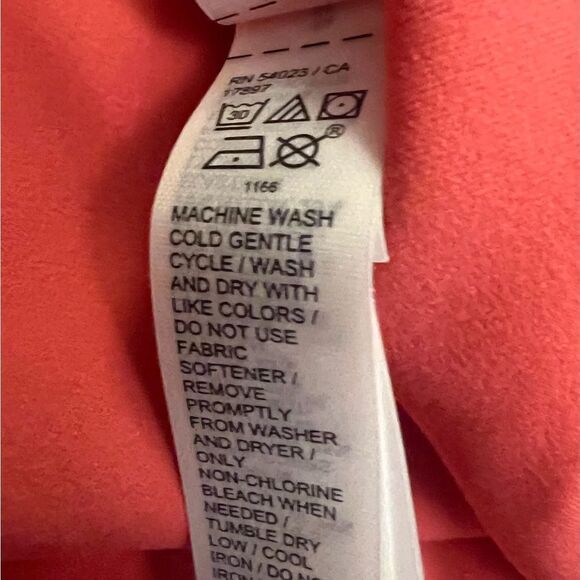 RN 54023 / CA
17897
30
®
1166
MACHINE WASH
COLD GENTLE
CYCLE / WASH
AND DRY WITH
LIKE COLORS /
DO NOT USE
FABRIC
SOFTENER /
REMOVE
PROMPTLY
FROM WASHER
AND DRYER /
ONLY
NON-CHLORINE
BLEACH WHEN
NEEDED /
TUMBLE DRY
LOW / COOL
IRON / DO NO
IRON